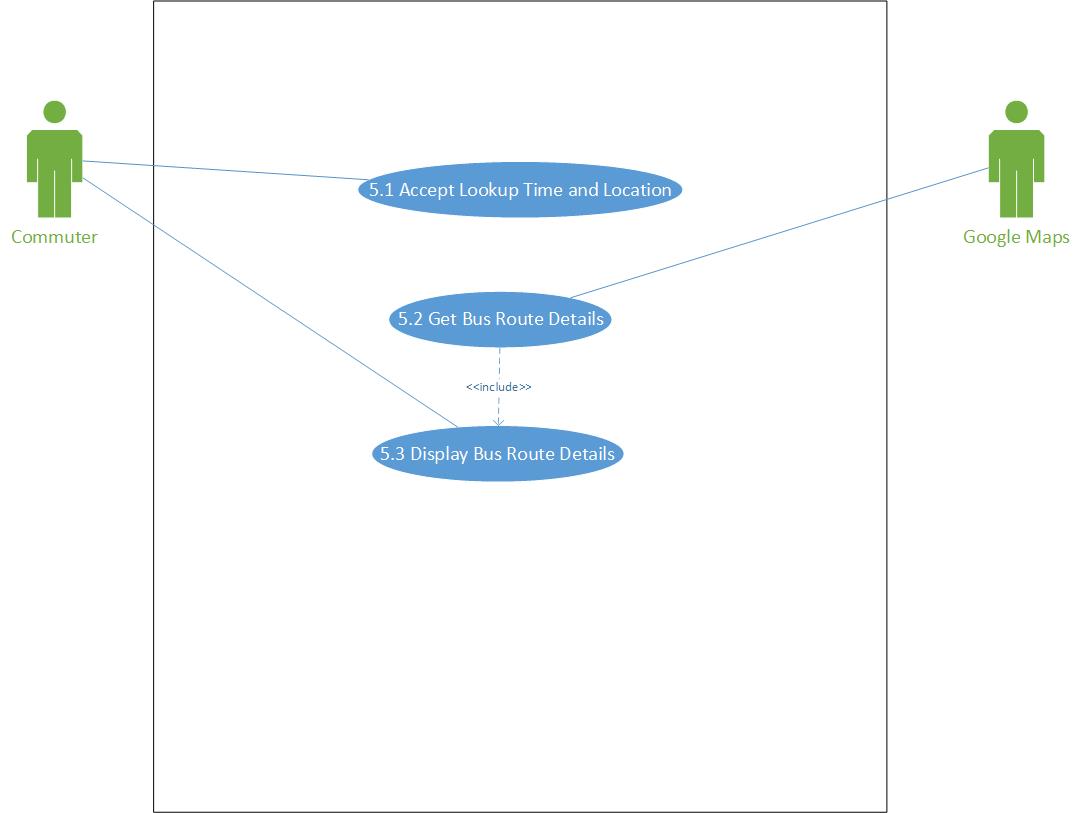 5.1 Accept Lookup Time and Location
Commuter
Google Maps
5.2 Get Bus Route Details
<<include>>
5.3 Display Bus Route Details